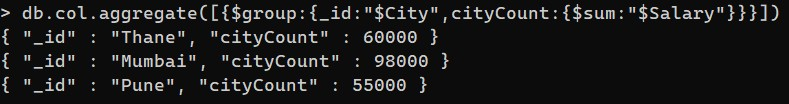 > db.col.aggregate([{$group:{_id:"$City",cityCount:{$sum:"$Salary"}}}])
{ "_id" : "Thane", "cityCount" : 60000 }
{ "_id" : "Mumbai", "cityCount" : 98000 }
{ "_id" : "Pune", "cityCount" : 55000 }